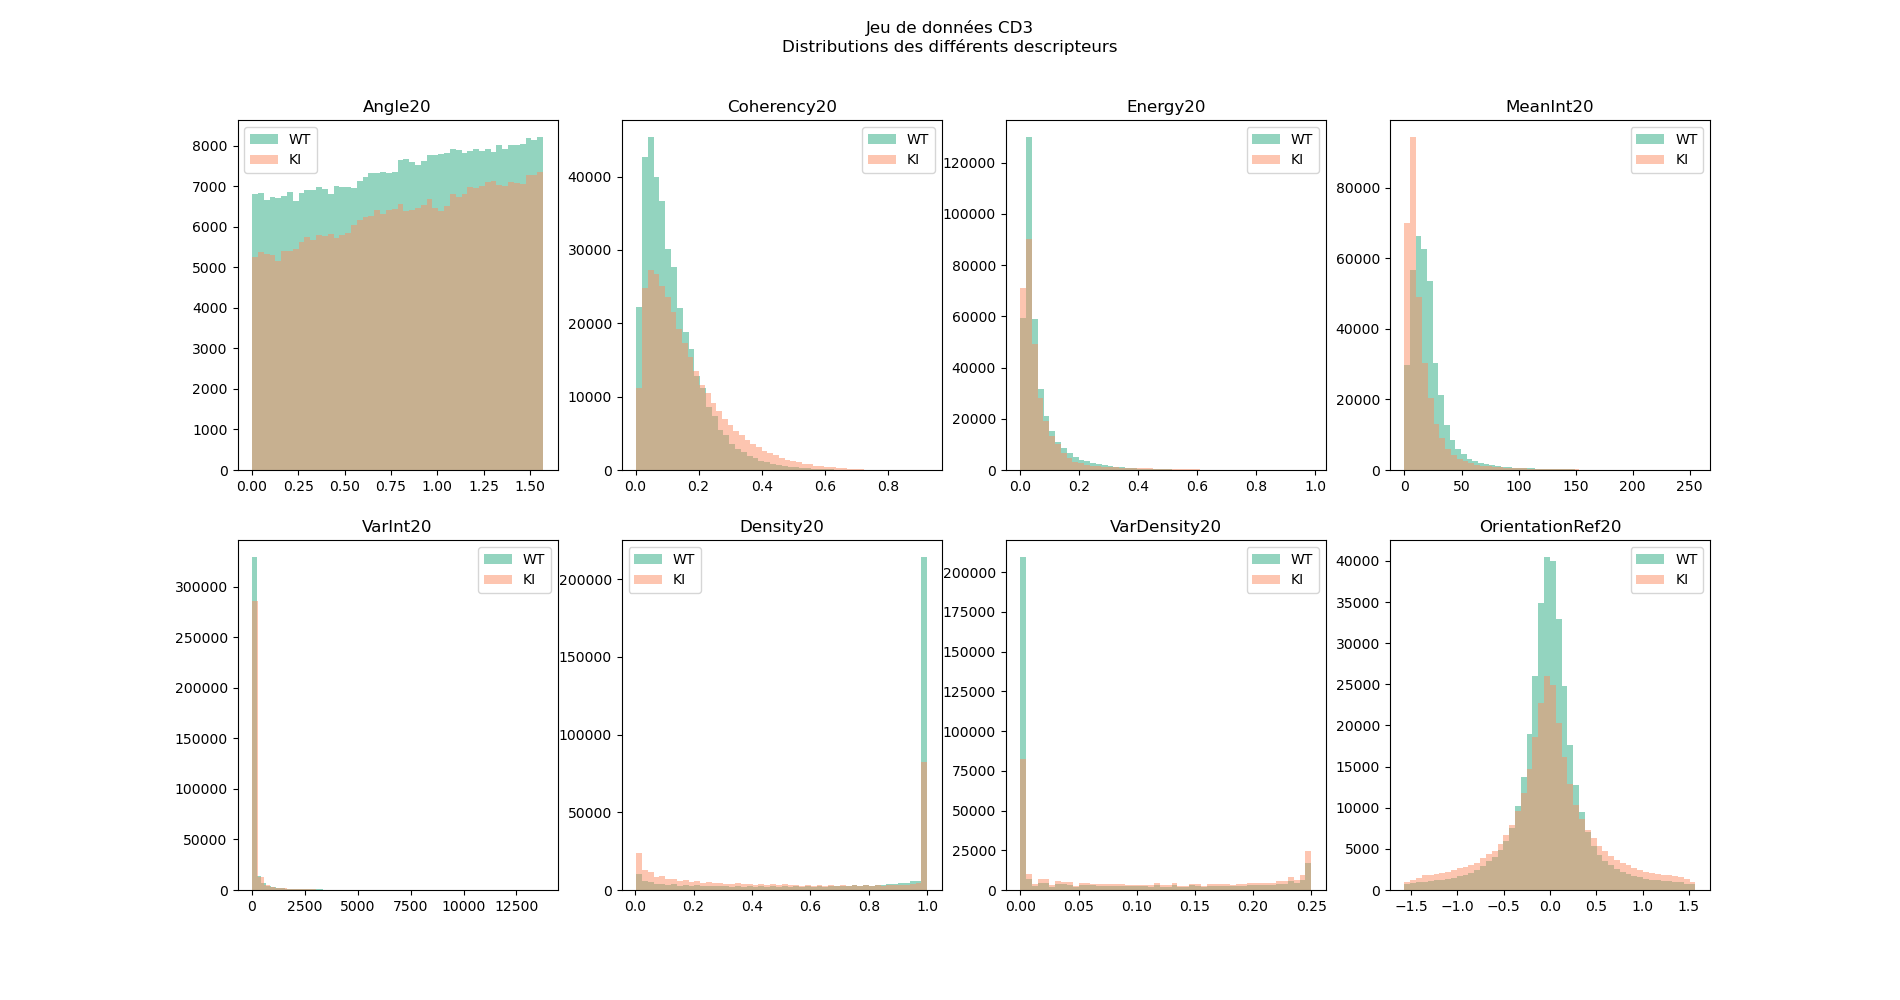 Jeu de données CD3
Distributions des différents descripteurs
Angle20
WT
KI
8000
7000
6000
5000
4000
3000
2000
1000
0
0.00 0.25 0.50 0.75 1.00 1.25 1.50
Coherency20
WT
KI
40000
30000
20000
10000
0
0.0 0.2 0.4 0.6 0.8
Energy20
WT
KI
120000
100000
80000
60000
40000
20000
0
0.0 0.2 0.4 0.6 0.8 1.0
MeanInt20
WT
KI
80000
60000
40000
20000
0
0 50 100 150 200 250
VarInt20
WT
KI
300000
250000
200000
150000
100000
50000
0
0 2500 5000 7500 10000 12500
Density20
WT
KI
200000
150000
100000
50000
0
0.0 0.2 0.4 0.6 0.8 1.0
VarDensity20
WT
KI
200000
175000
150000
125000
100000
75000
50000
25000
0
0.00 0.05 0.10 0.15 0.20 0.25
OrientationRef20
WT
KI
40000
35000
30000
25000
20000
15000
10000
5000
0
−1.5 −1.0 −0.5 0.0 0.5 1.0 1.5